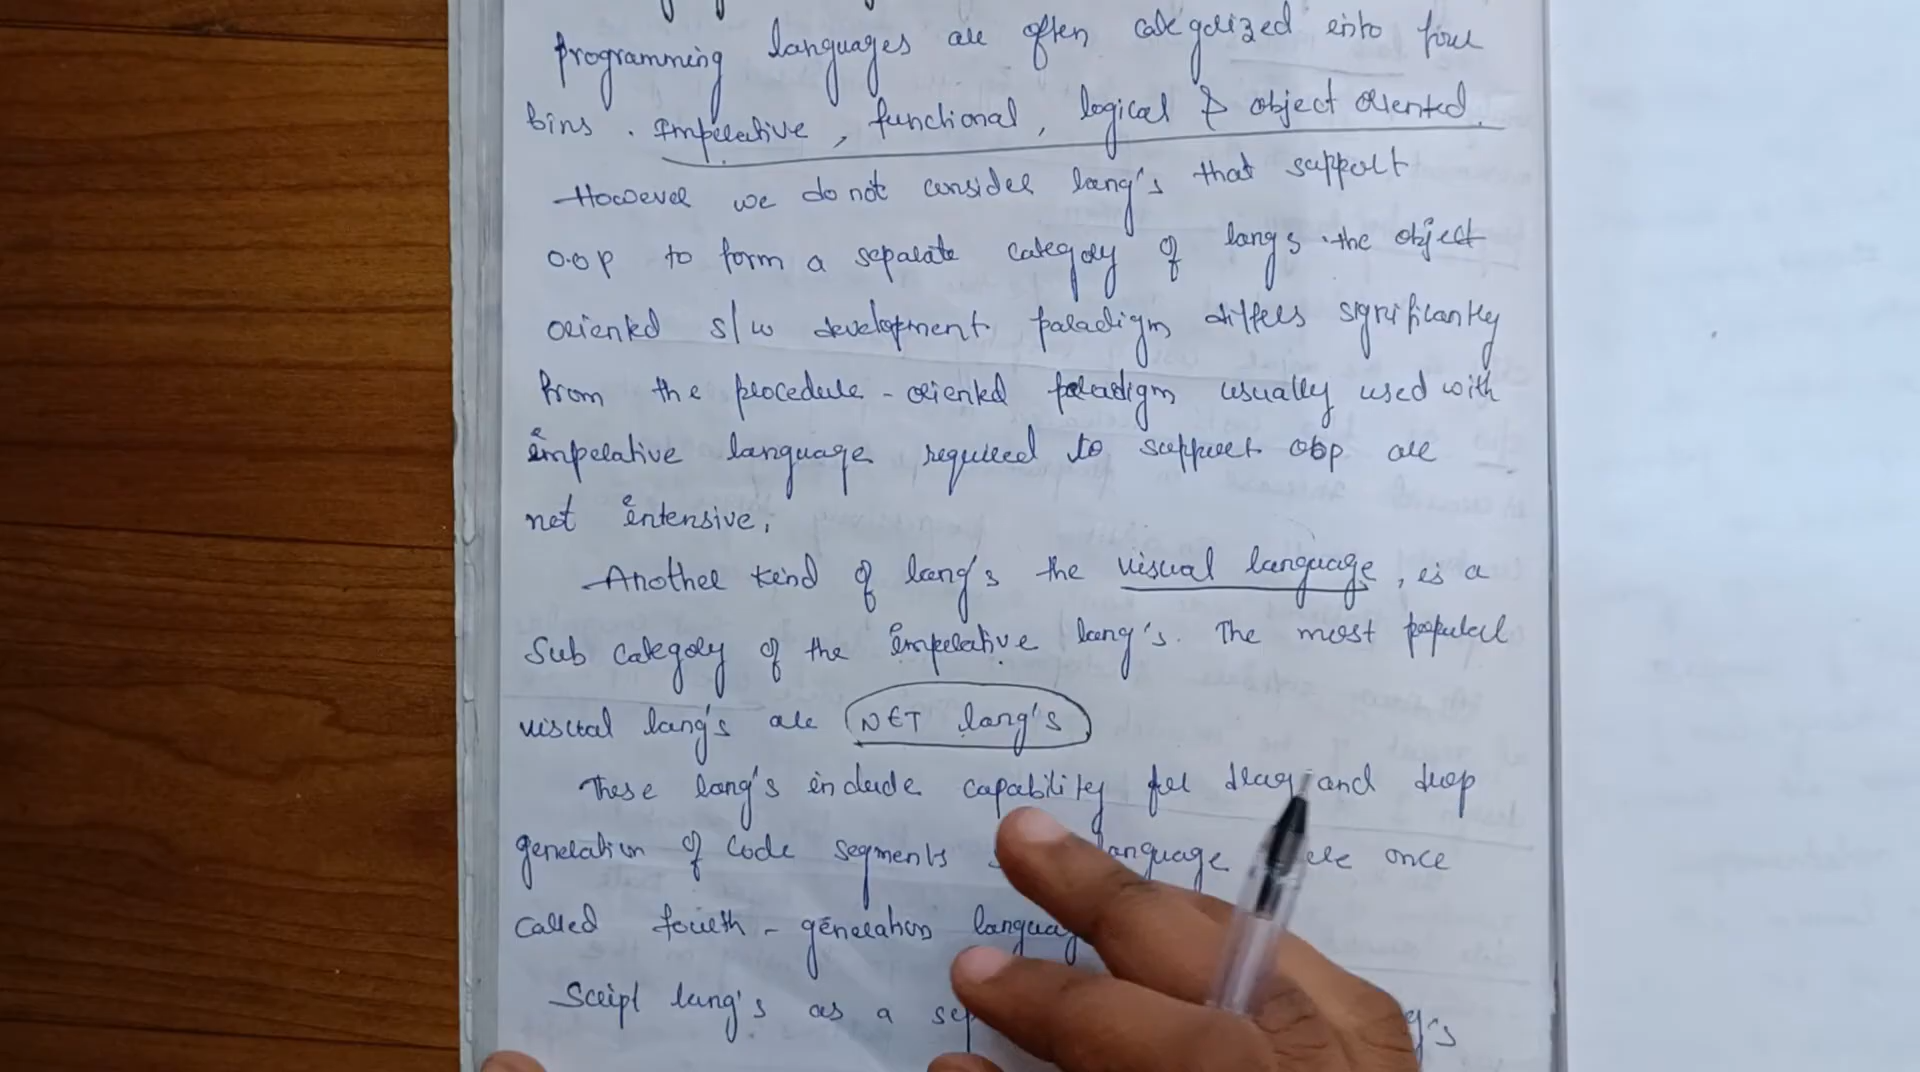 programming languages are often categorized into four
bins. Imperative, functional, logical & object oriented.
However we do not consider lang's that support
O.O.P to form a separate category of langs. the object
oriented s/w development paradigm differs significantly
from the procedure-oriented paradigm usually used with
imperative language required to support oop are
not intensive.
Another kind of lang's the visual language, is a
Sub category of the imperative lang's. The most popular
visual lang's are NET lang's
These lang's include capability for drag and drop
generation of code segments language once
called fourth-generation
Script lang's as a